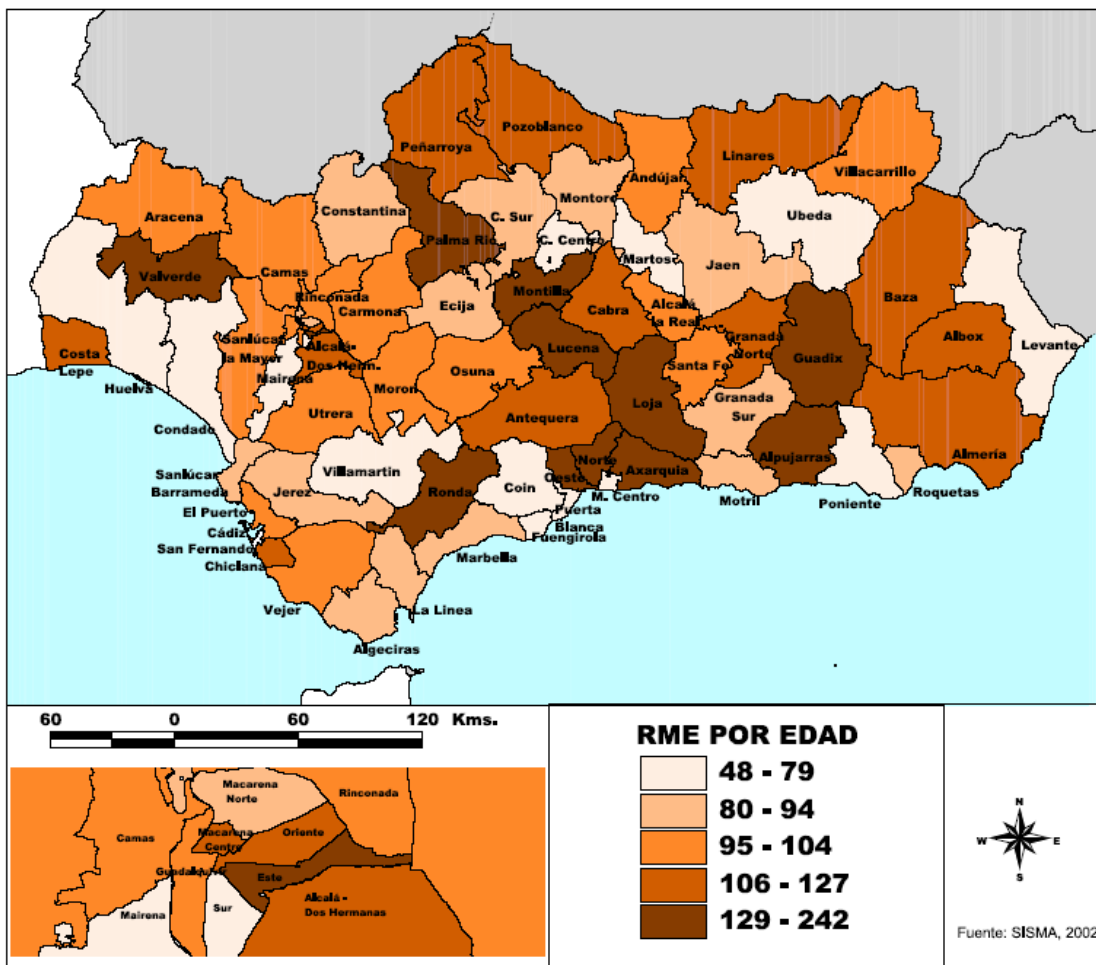 Pozoblanco
Peñarroya
Linares
Andújar
Villacarrillo
Constantina
Montoro
Aracena
C. Sur
Ubeda
Palma Rio
C. Centro
Martos
Jaen
Valverde
Camas
Rinconada
Montilla
Baza
Carmona
Ecija
Cabra
Alcalá
la Real
Granada
Norte
Albox
Levante
Sanlúcar
la Mayor
Alcalá-
Dos Herm.
Costa
Lepe
Lucena
Guadix
Santa Fe
Osuna
Mairena
Huelva
Moron
Loja
Granada
Sur
Utrera
Antequera
Condado
Almería
Alpujarras
Villamartin
Norte
Axarquia
Oeste
Sanlúcar
Barrameda
Jerez
Ronda
Coin
M. Centro
Motril
Poniente
Roquetas
El Puerto
Puerta
Blanca
Cádiz
Fuengirola
San Fernando
Marbella
Chiclana
Vejer
La Linea
Algeciras
60 0 60 120 Kms.
Macarena
Norte
Rinconada
Camas
Macarena
Centro
Oriente
Guadalquivir
Este
Mairena
Sur
Alcalá -
Dos Hermanas
RME POR EDAD
48 - 79
80 - 94
95 - 104
106 - 127
129 - 242
N
W E
S
Fuente: SISMA, 2002